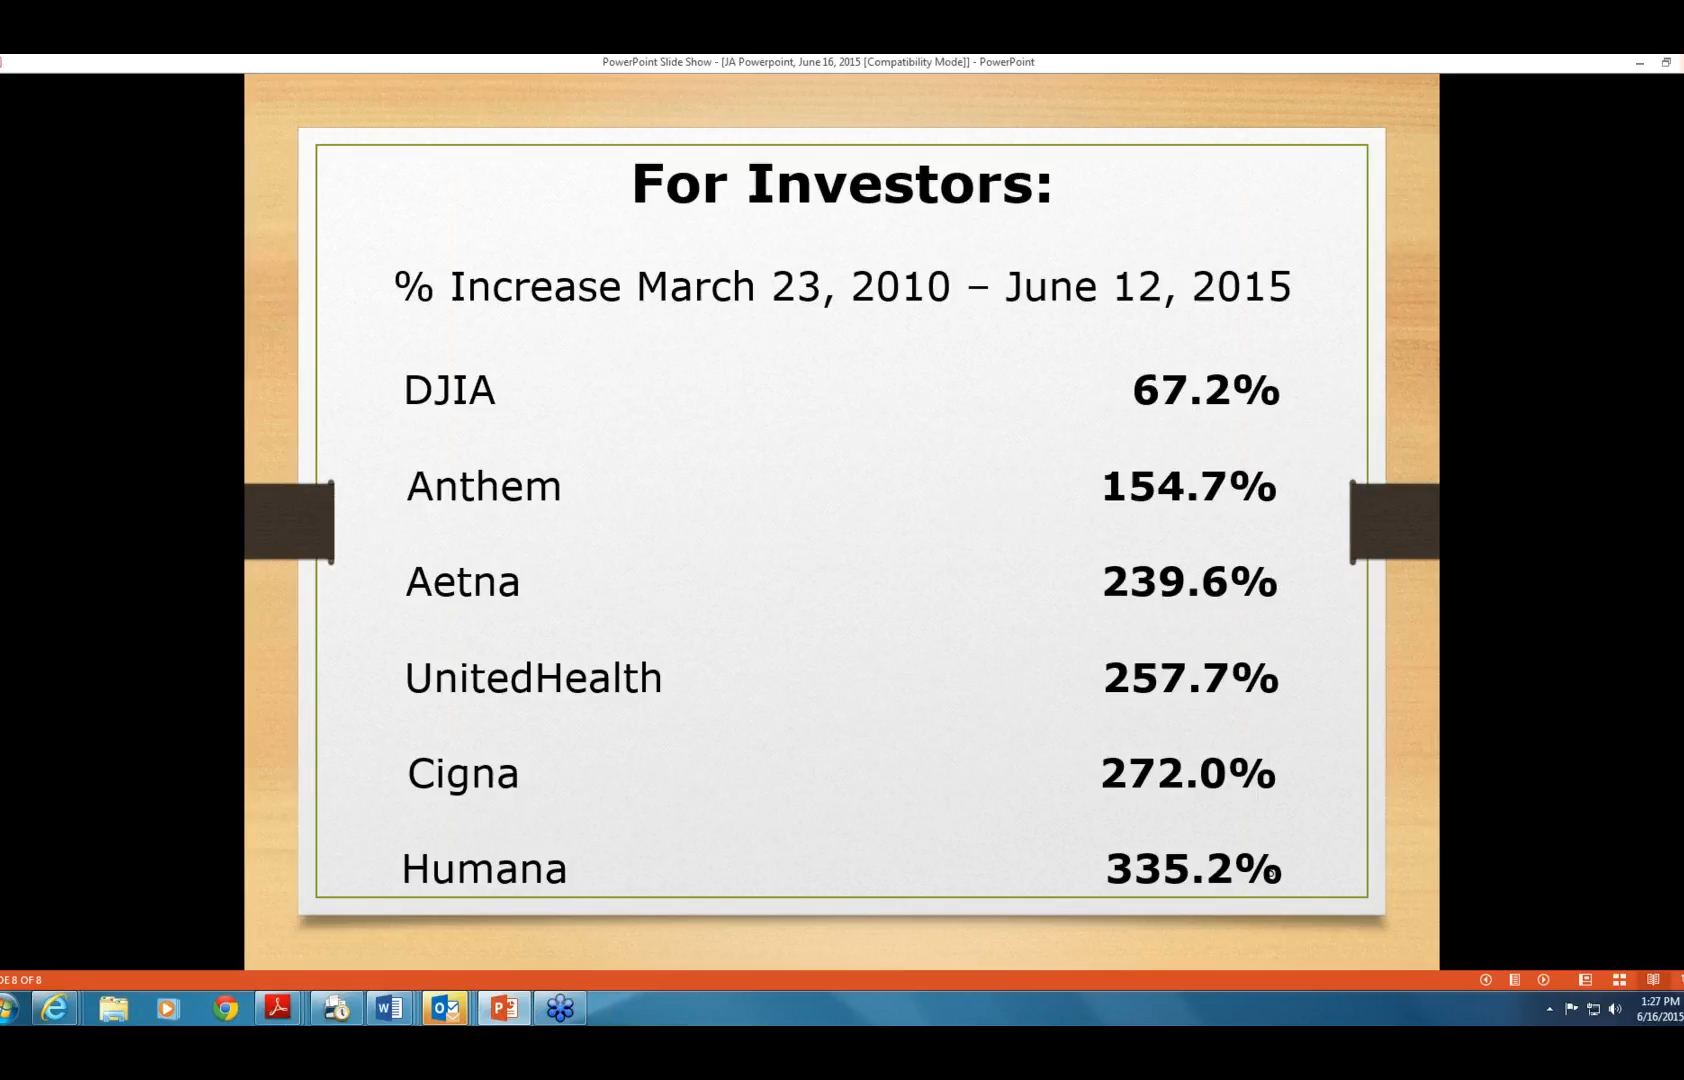 PowerPoint Slide Show - [JA Powerpoint, June 16, 2015 [Compatibility Mode]] - PowerPoint
For Investors:
% Increase March 23, 2010 – June 12, 2015
DJIA 67.2%
Anthem 154.7%
Aetna 239.6%
UnitedHealth 257.7%
Cigna 272.0%
Humana 335.2%
DE 8 OF 8
1:27 PM
6/16/2015